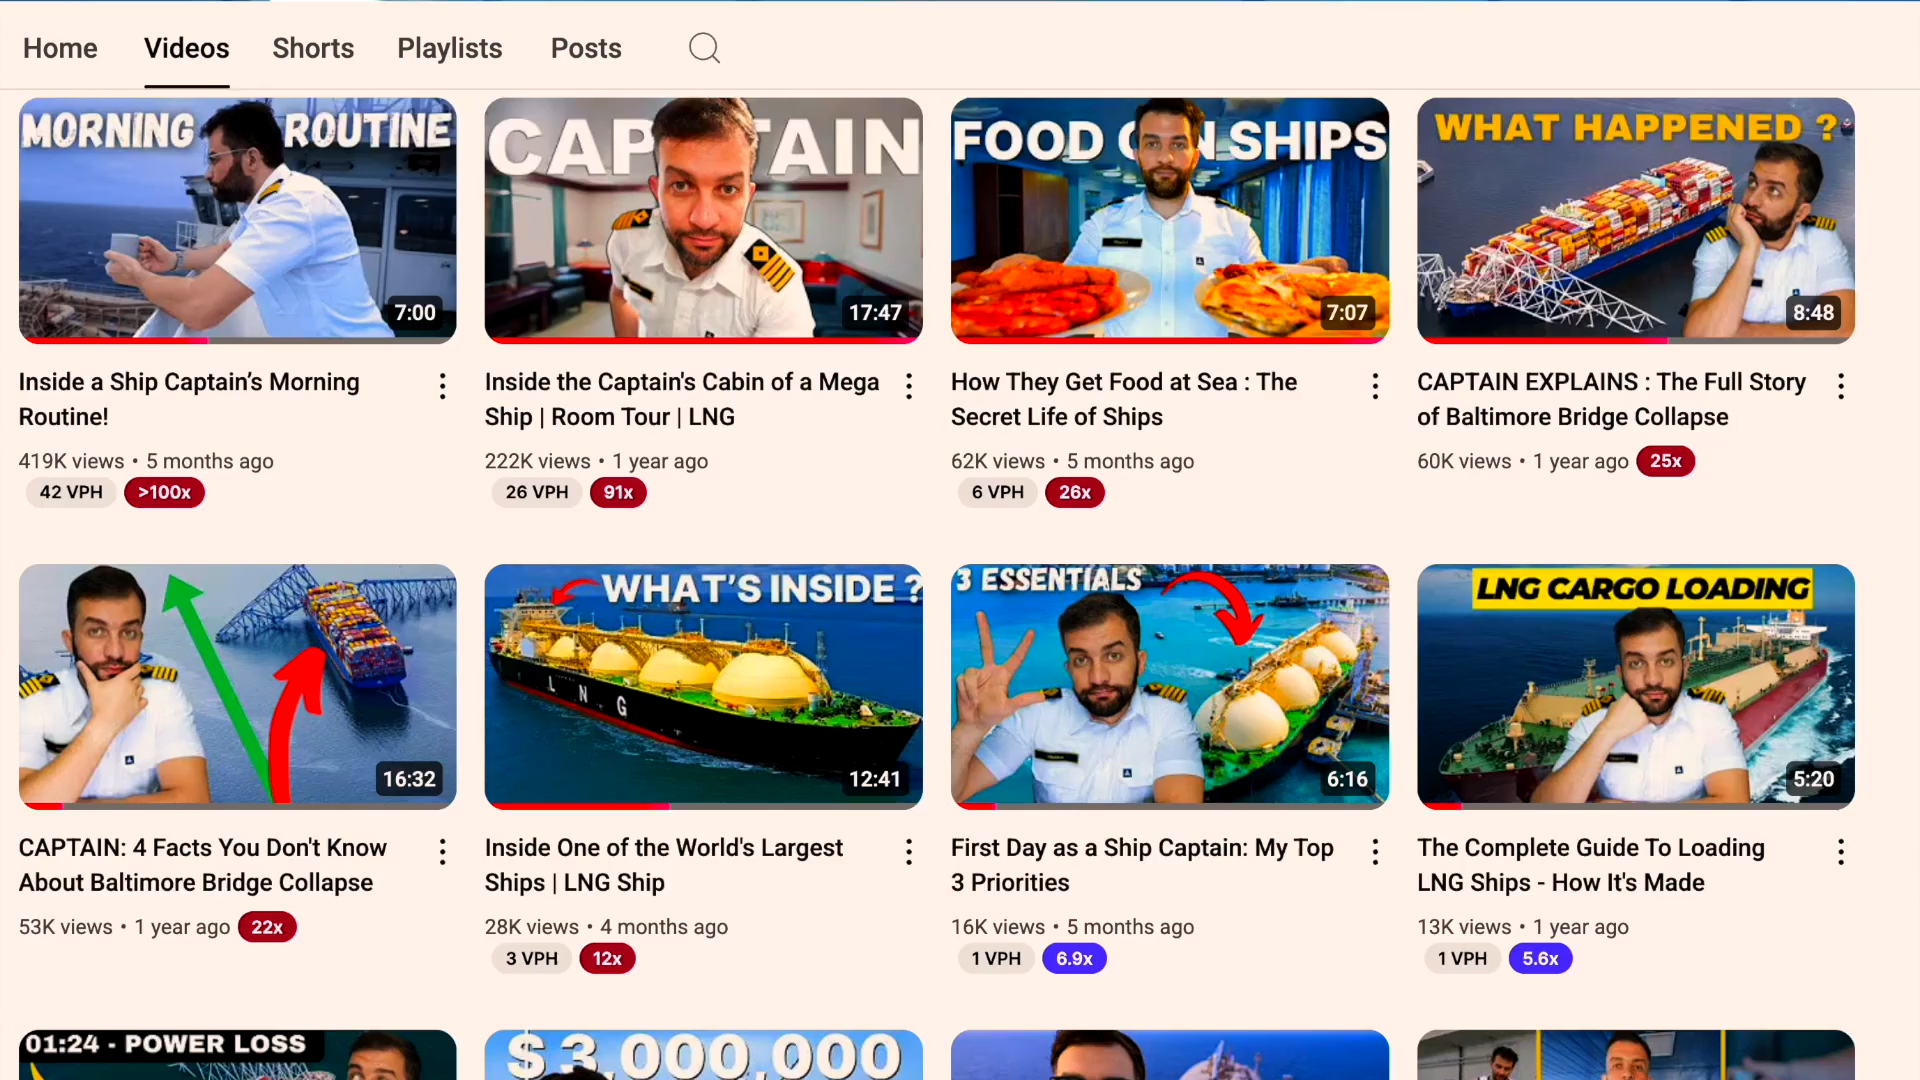 Home Videos Shorts Playlists Posts
MORNING ROUTINE
7:00
CAPTAIN
17:47
FOOD ON SHIPS
7:07
WHAT HAPPENED ?
8:48
Inside a Ship Captain’s Morning
Routine!
419K views • 5 months ago
42 VPH >100x
Inside the Captain's Cabin of a Mega
Ship | Room Tour | LNG
222K views • 1 year ago
26 VPH 91x
How They Get Food at Sea : The
Secret Life of Ships
62K views • 5 months ago
6 VPH 26x
CAPTAIN EXPLAINS : The Full Story
of Baltimore Bridge Collapse
60K views • 1 year ago 25x
16:32
WHAT’S INSIDE ?
LNG
12:41
3 ESSENTIALS
6:16
LNG CARGO LOADING
5:20
CAPTAIN: 4 Facts You Don't Know
About Baltimore Bridge Collapse
53K views • 1 year ago 22x
Inside One of the World's Largest
Ships | LNG Ship
28K views • 4 months ago
3 VPH 12x
First Day as a Ship Captain: My Top
3 Priorities
16K views • 5 months ago
1 VPH 6.9x
The Complete Guide To Loading
LNG Ships - How It's Made
13K views • 1 year ago
1 VPH 5.6x
01:24 - POWER LOSS
$3,000,000